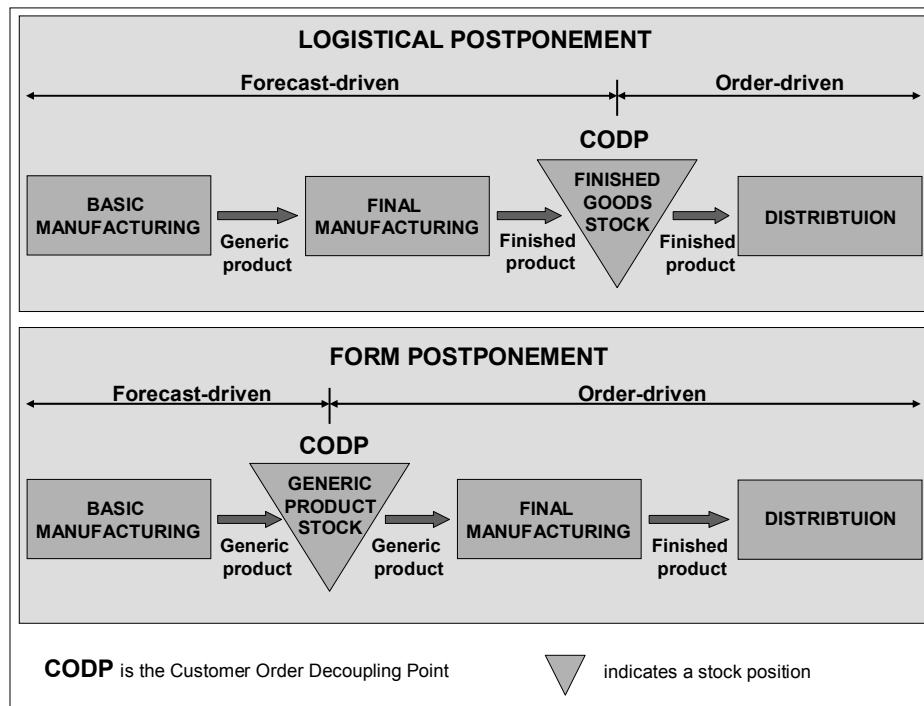 LOGISTICAL POSTPONEMENT
Forecast-driven
Order-driven
CODP
BASIC
MANUFACTURING
Generic
product
FINAL
MANUFACTURING
Finished
product
FINISHED
GOODS
STOCK
Finished
product
DISTRIBTUION
FORM POSTPONEMENT
Forecast-driven
Order-driven
CODP
BASIC
MANUFACTURING
Generic
product
GENERIC
PRODUCT
STOCK
Generic
product
FINAL
MANUFACTURING
Finished
product
DISTRIBTUION
CODP is the Customer Order Decoupling Point
indicates a stock position